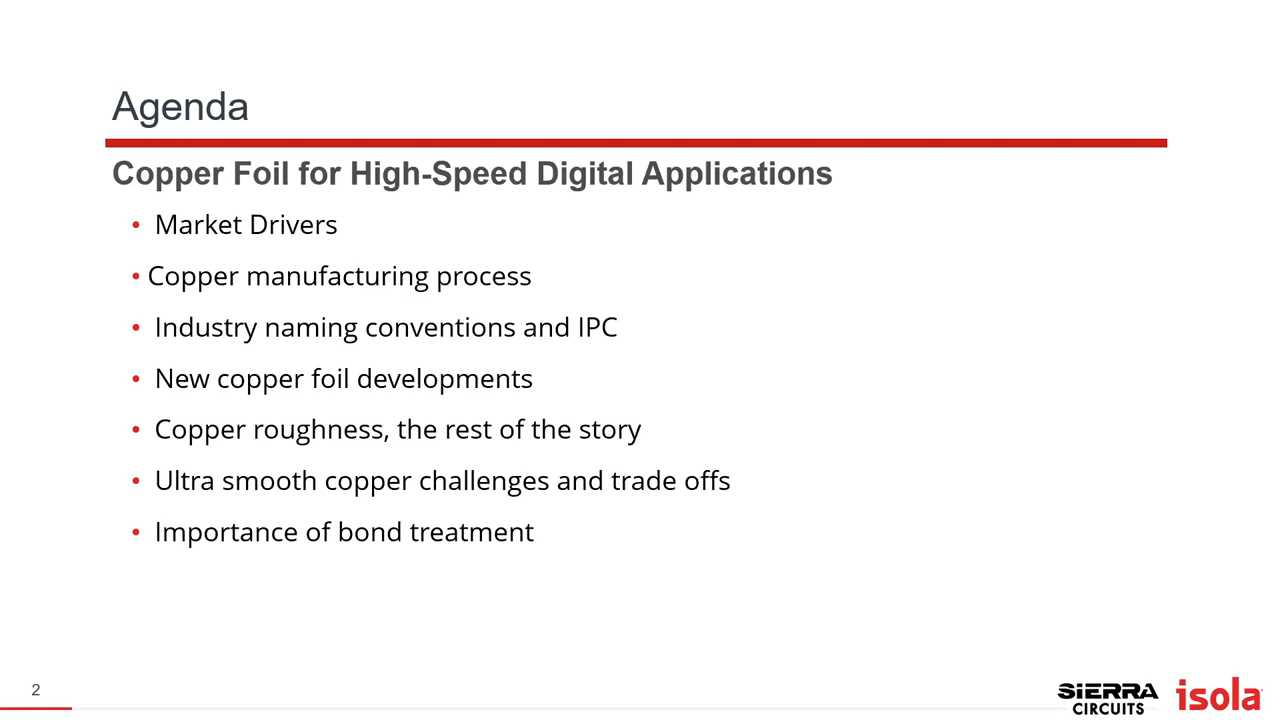 Agenda
Copper Foil for High-Speed Digital Applications
• Market Drivers
• Copper manufacturing process
• Industry naming conventions and IPC
• New copper foil developments
• Copper roughness, the rest of the story
• Ultra smooth copper challenges and trade offs
• Importance of bond treatment
2
SIERRA
CIRCUITS
isola